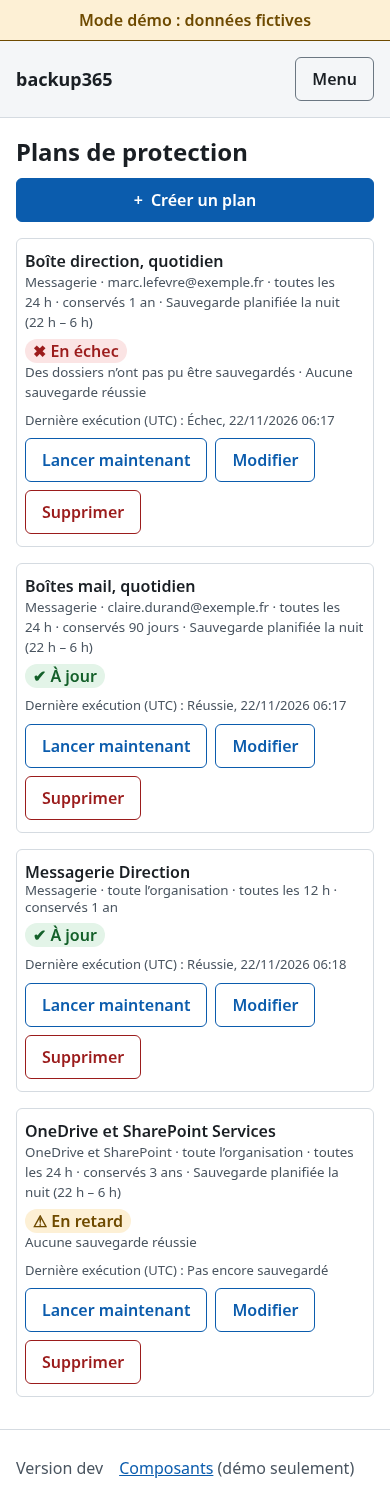 Mode démo : données fictives
backup365
Menu
Plans de protection
+ Créer un plan
Boîte direction, quotidien
Messagerie · marc.lefevre@exemple.fr · toutes les
24 h · conservés 1 an · Sauvegarde planifiée la nuit
(22 h – 6 h)
✖ En échec
Des dossiers n’ont pas pu être sauvegardés · Aucune
sauvegarde réussie
Dernière exécution (UTC) : Échec, 22/11/2026 06:17
Lancer maintenant
Modifier
Supprimer
Boîtes mail, quotidien
Messagerie · claire.durand@exemple.fr · toutes les
24 h · conservés 90 jours · Sauvegarde planifiée la nuit
(22 h – 6 h)
✔ À jour
Dernière exécution (UTC) : Réussie, 22/11/2026 06:17
Lancer maintenant
Modifier
Supprimer
Messagerie Direction
Messagerie · toute l’organisation · toutes les 12 h ·
conservés 1 an
✔ À jour
Dernière exécution (UTC) : Réussie, 22/11/2026 06:18
Lancer maintenant
Modifier
Supprimer
OneDrive et SharePoint Services
OneDrive et SharePoint · toute l’organisation · toutes
les 24 h · conservés 3 ans · Sauvegarde planifiée la
nuit (22 h – 6 h)
⚠ En retard
Aucune sauvegarde réussie
Dernière exécution (UTC) : Pas encore sauvegardé
Lancer maintenant
Modifier
Supprimer
Version dev Composants (démo seulement)